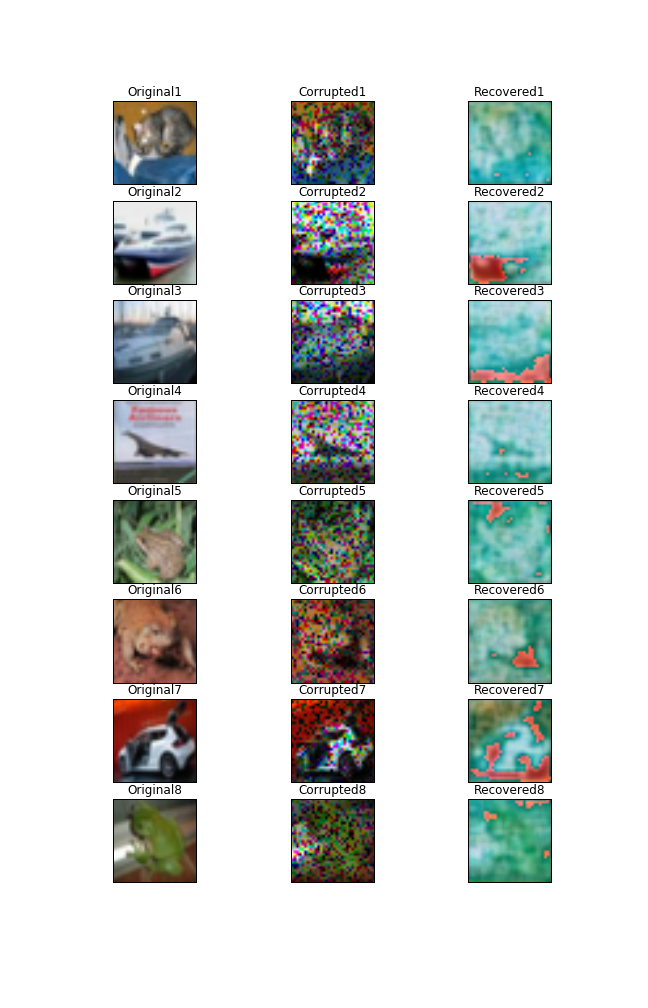 Original1 Corrupted1 Recovered1
Original2 Corrupted2 Recovered2
Original3 Corrupted3 Recovered3
Original4 Corrupted4 Recovered4
Original5 Corrupted5 Recovered5
Original6 Corrupted6 Recovered6
Original7 Corrupted7 Recovered7
Original8 Corrupted8 Recovered8